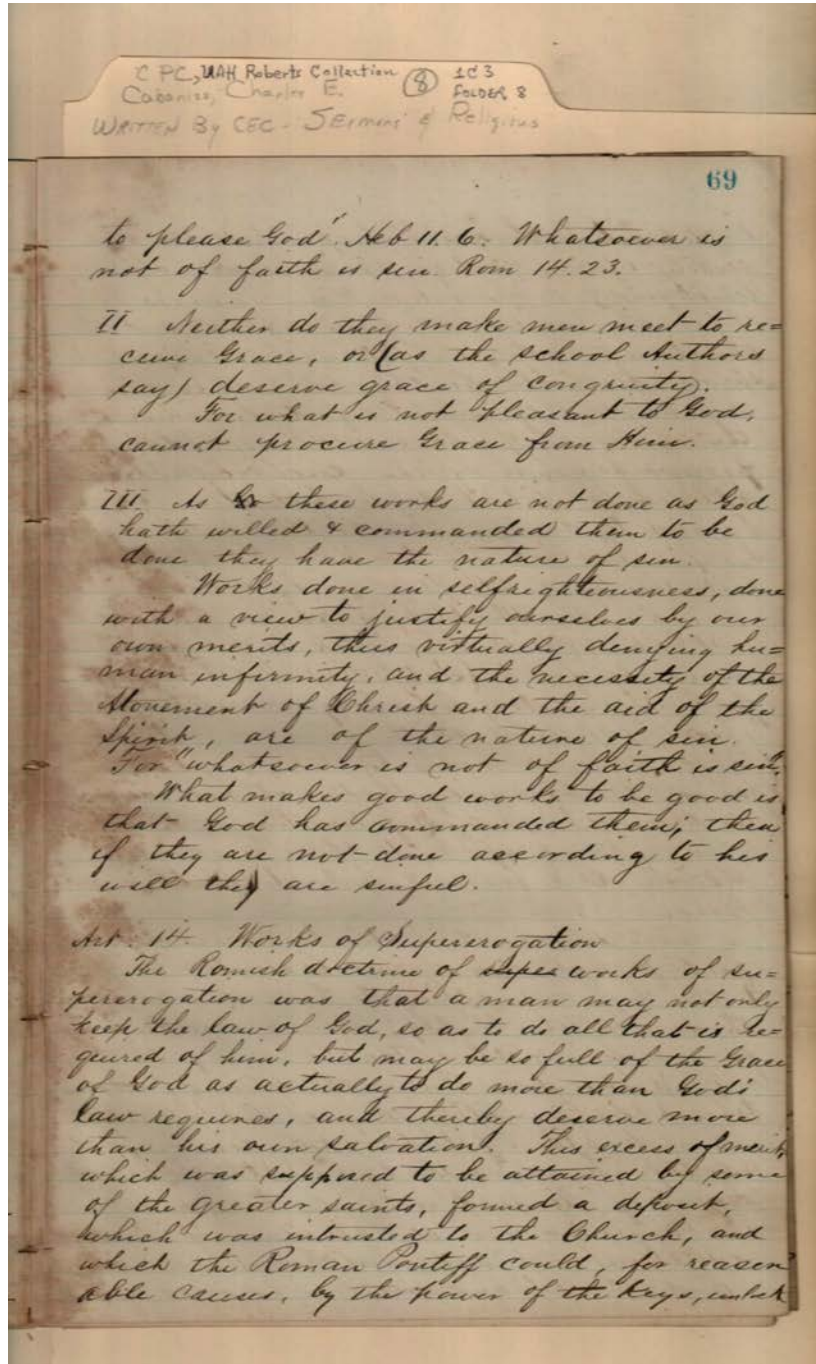 C PC, UAH Roberts Collection 8 1C3
Cabaniss, Charles E. FOLDER 8
WRITTEN By CEC - SErmons & Religious
69
to please God" Heb 11. 6. Whatsoever is
not of faith is sin. Rom 14. 23.
II Neither do they make men meet to re=
ceive Grace, or (as the school Authors
say) deserve grace of congruity).
For what is not pleasant to God,
cannot procure Grace from Him.
III As these works are not done as God
hath willed & commanded them to be
done they have the nature of sin.
Works done in selfrighteousness, done
with a view to justify ourselves by our
own merits, thus virtually denying hu=
man infirmity, and the necessity of the
Atonement of Christ and the aid of the
Spirit, are of the nature of sin.
For "whatsoever is not of faith is sin".
What makes good works to be good is
that God has commanded them; then
if they are not done according to his
will they are sinful.
Art: 14. Works of Supererogation
The Romish doctrine of supe works of su=
pererogation was that a man may not only
keep the law of God, so as to do all that is re=
quired of him, but may be so full of the Grace
of God as actually to do more than God's
law requires, and thereby deserve more
than his own salvation. This excess of merit,
which was supposed to be attained by some
of the greater saints, formed a deposit,
which was intrusted to the Church, and
which the Roman Pontiff could, for reason
able causes, by the power of the Keys, unlock